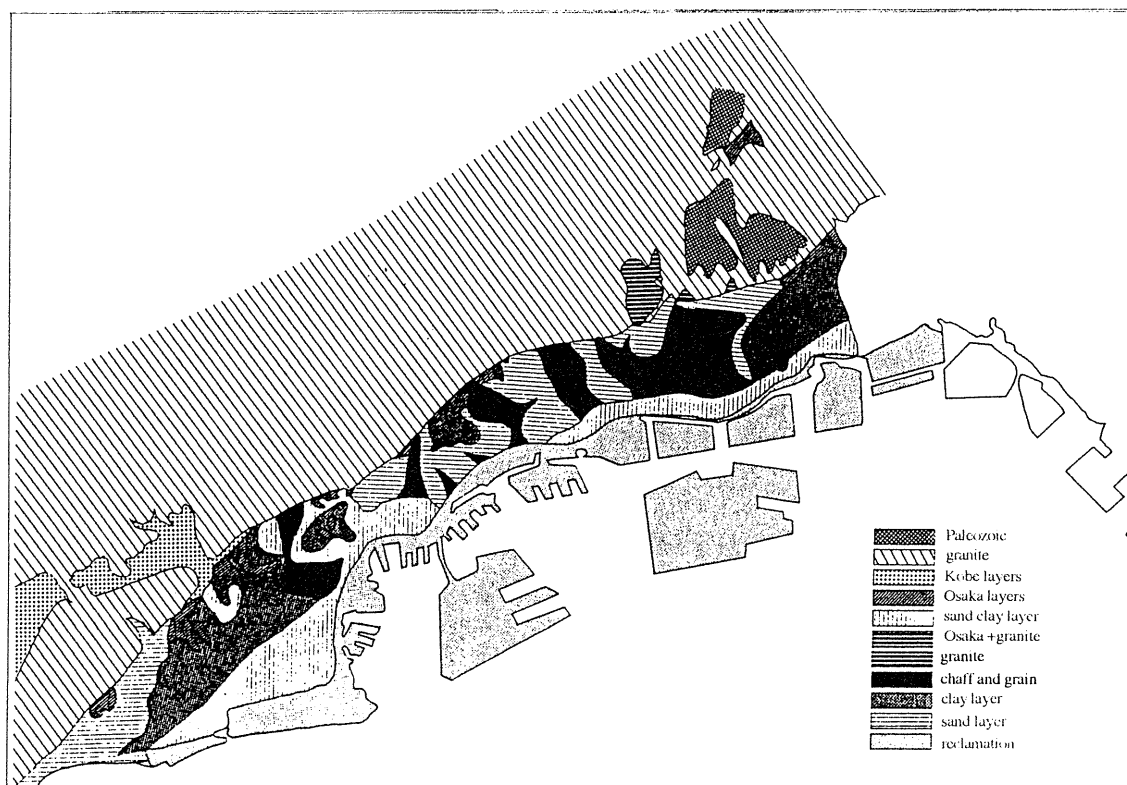 Paleozoic
granite
Kobe layers
Osaka layers
sand clay layer
Osaka +granite
granite
chaff and grain
clay layer
sand layer
reclamation